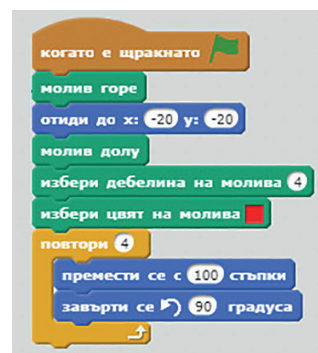 когато е щракнато
молив горе
отиди до x: -20 y: -20
молив долу
избери дебелина на молива 4
избери цвят на молива
повтори 4
премести се с 100 стъпки
завърти се 90 градуса